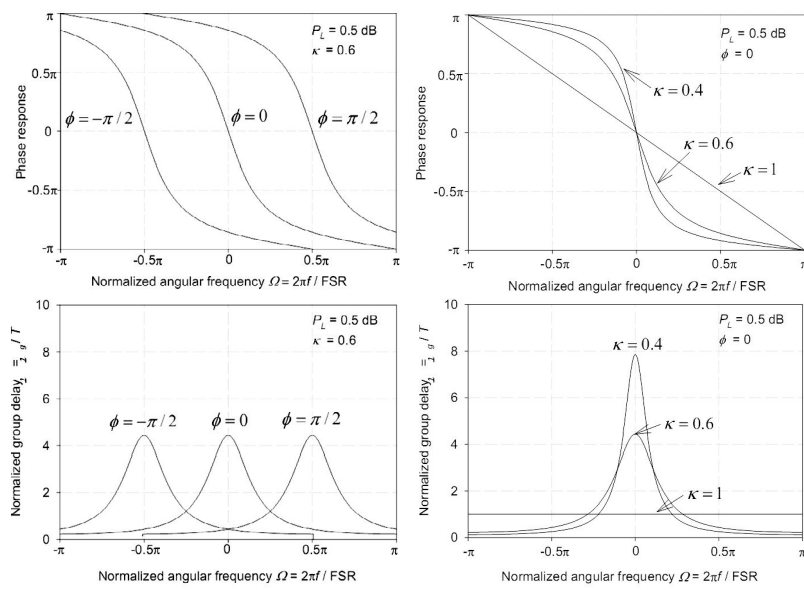 π
0.5π
0
-0.5π
-π
Phase response
P_L = 0.5 dB
κ = 0.6
ϕ = −π / 2
ϕ = 0
ϕ = π / 2
-π -0.5π 0 0.5π π
Normalized angular frequency Ω = 2πf / FSR
π
0.5π
0
-0.5π
-π
Phase response
P_L = 0.5 dB
ϕ = 0
κ = 0.4
κ = 0.6
κ = 1
-π -0.5π 0 0.5π π
Normalized angular frequency Ω = 2πf / FSR
10
8
6
4
2
0
Normalized group delay, = g / T
P_L = 0.5 dB
κ = 0.6
ϕ = −π / 2
ϕ = 0
ϕ = π / 2
-π -0.5π 0 0.5π π
Normalized angular frequency Ω = 2πf / FSR
10
8
6
4
2
0
Normalized group delay, = g / T
P_L = 0.5 dB
ϕ = 0
κ = 0.4
κ = 0.6
κ = 1
-π -0.5π 0 0.5π π
Normalized angular frequency Ω = 2πf / FSR